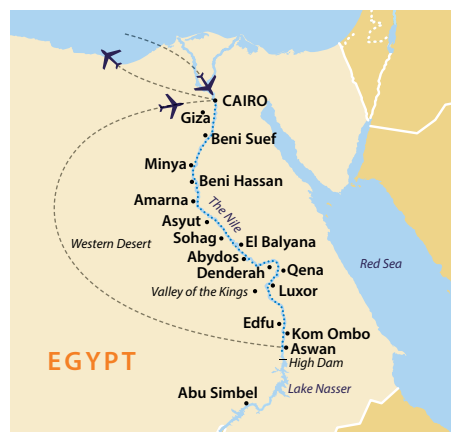 CAIRO
Giza
Beni Suef
Minya
Beni Hassan
Amarna
The Nile
Asyut
Sohag
El Balyana
Western Desert
Abydos
Red Sea
Denderah
Qena
Valley of the Kings
Luxor
Edfu
Kom Ombo
Aswan
EGYPT
High Dam
Lake Nasser
Abu Simbel